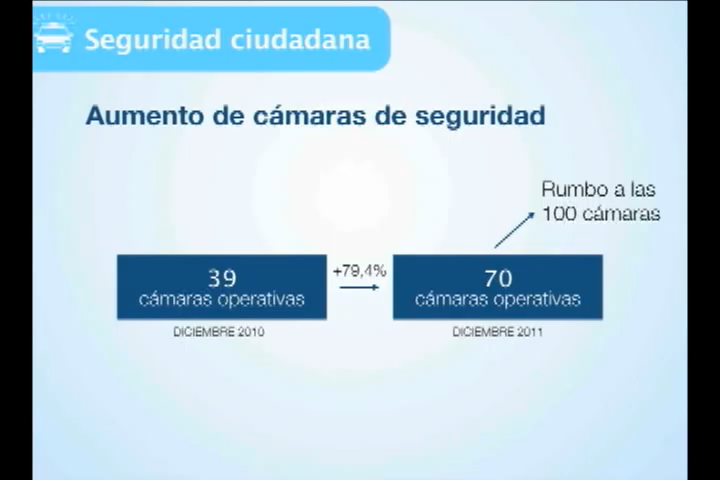 Seguridad ciudadana
Aumento de cámaras de seguridad
Rumbo a las
100 cámaras
39
cámaras operativas
+79,4%
70
cámaras operativas
DICIEMBRE 2010
DICIEMBRE 2011